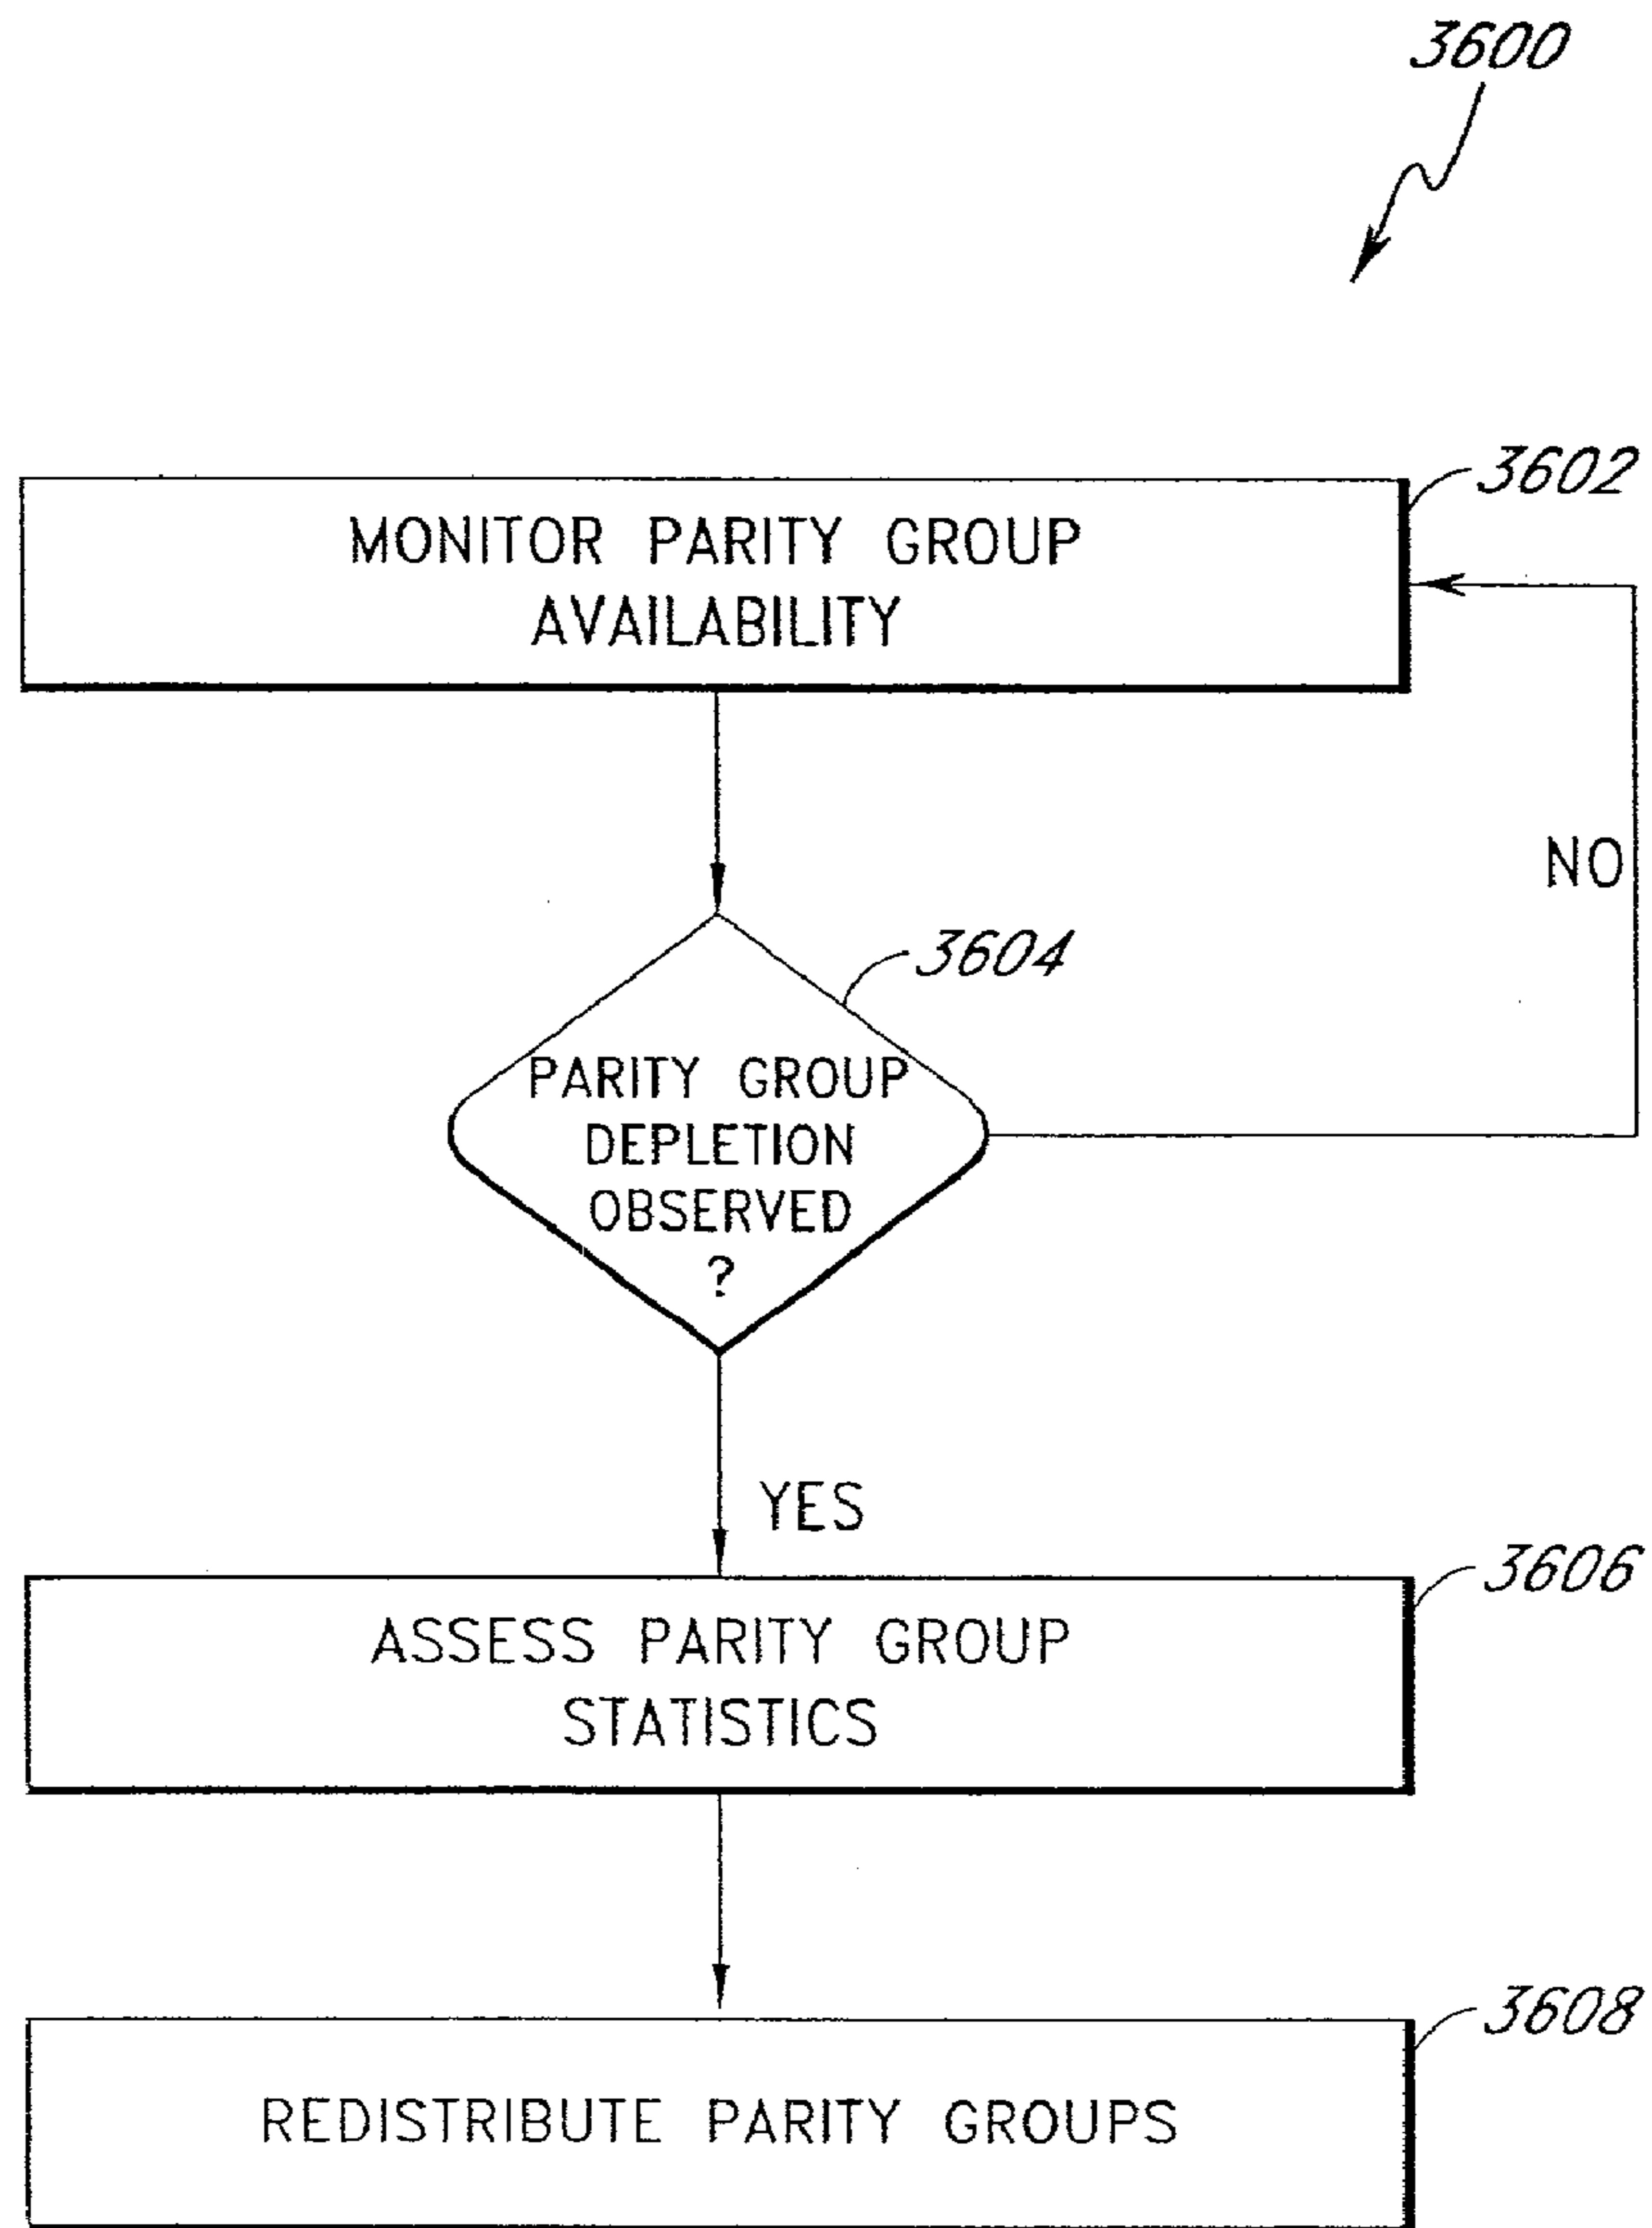 3600
3602
MONITOR PARITY GROUP
AVAILABILITY
NO
3604
PARITY GROUP
DEPLETION
OBSERVED
?
YES
3606
ASSESS PARITY GROUP
STATISTICS
3608
REDISTRIBUTE PARITY GROUPS